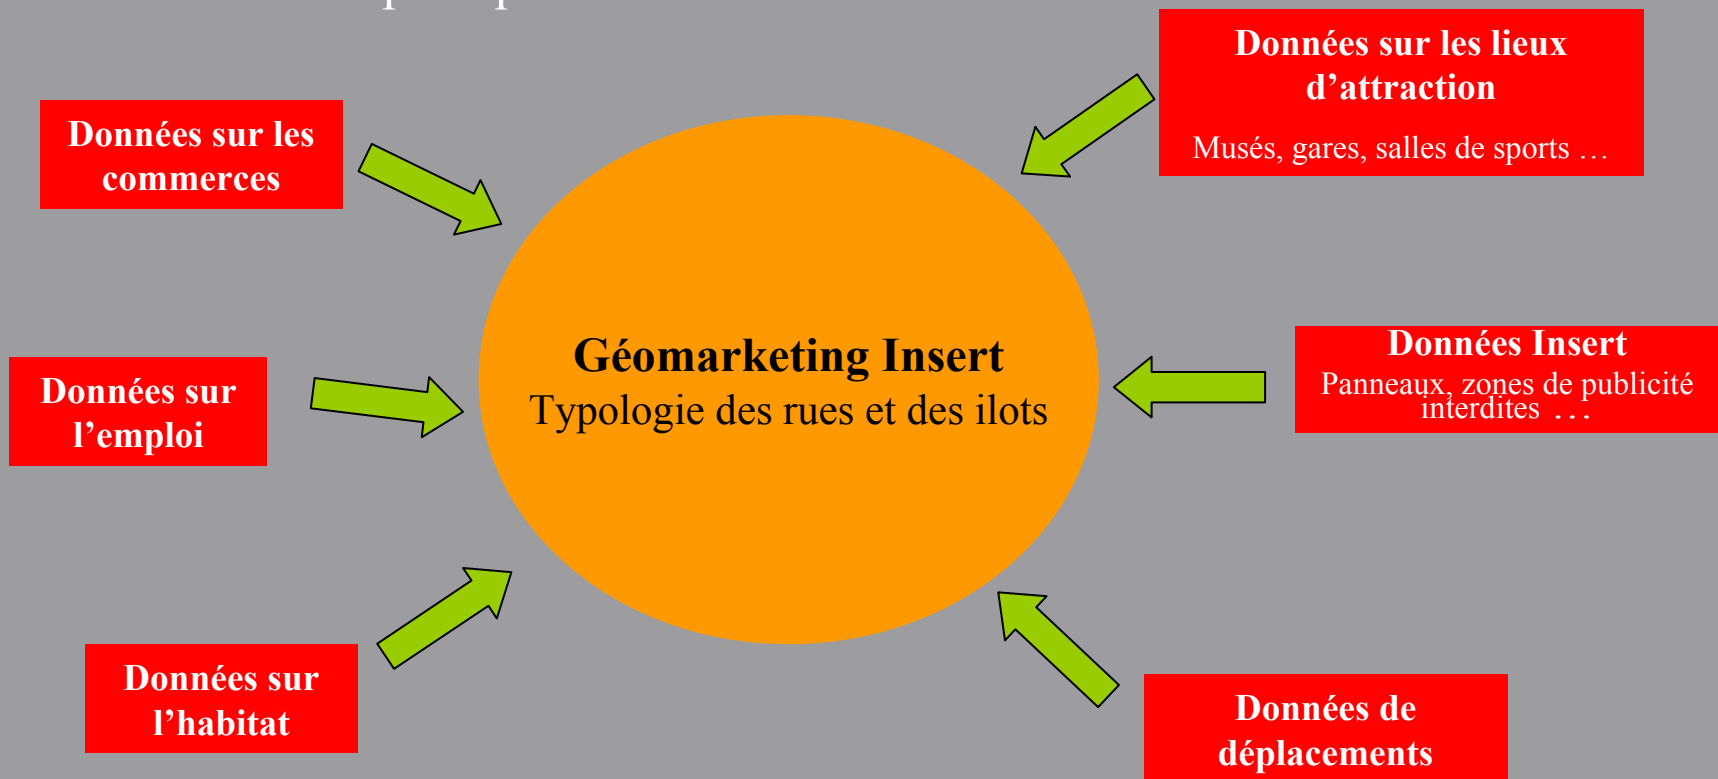 Données sur les lieux
d’attraction
Musés, gares, salles de sports …
Données sur les
commerces
Géomarketing Insert
Typologie des rues et des ilots
Données Insert
Panneaux, zones de publicité
interdites …
Données sur
l’emploi
Données sur
l’habitat
Données de
déplacements